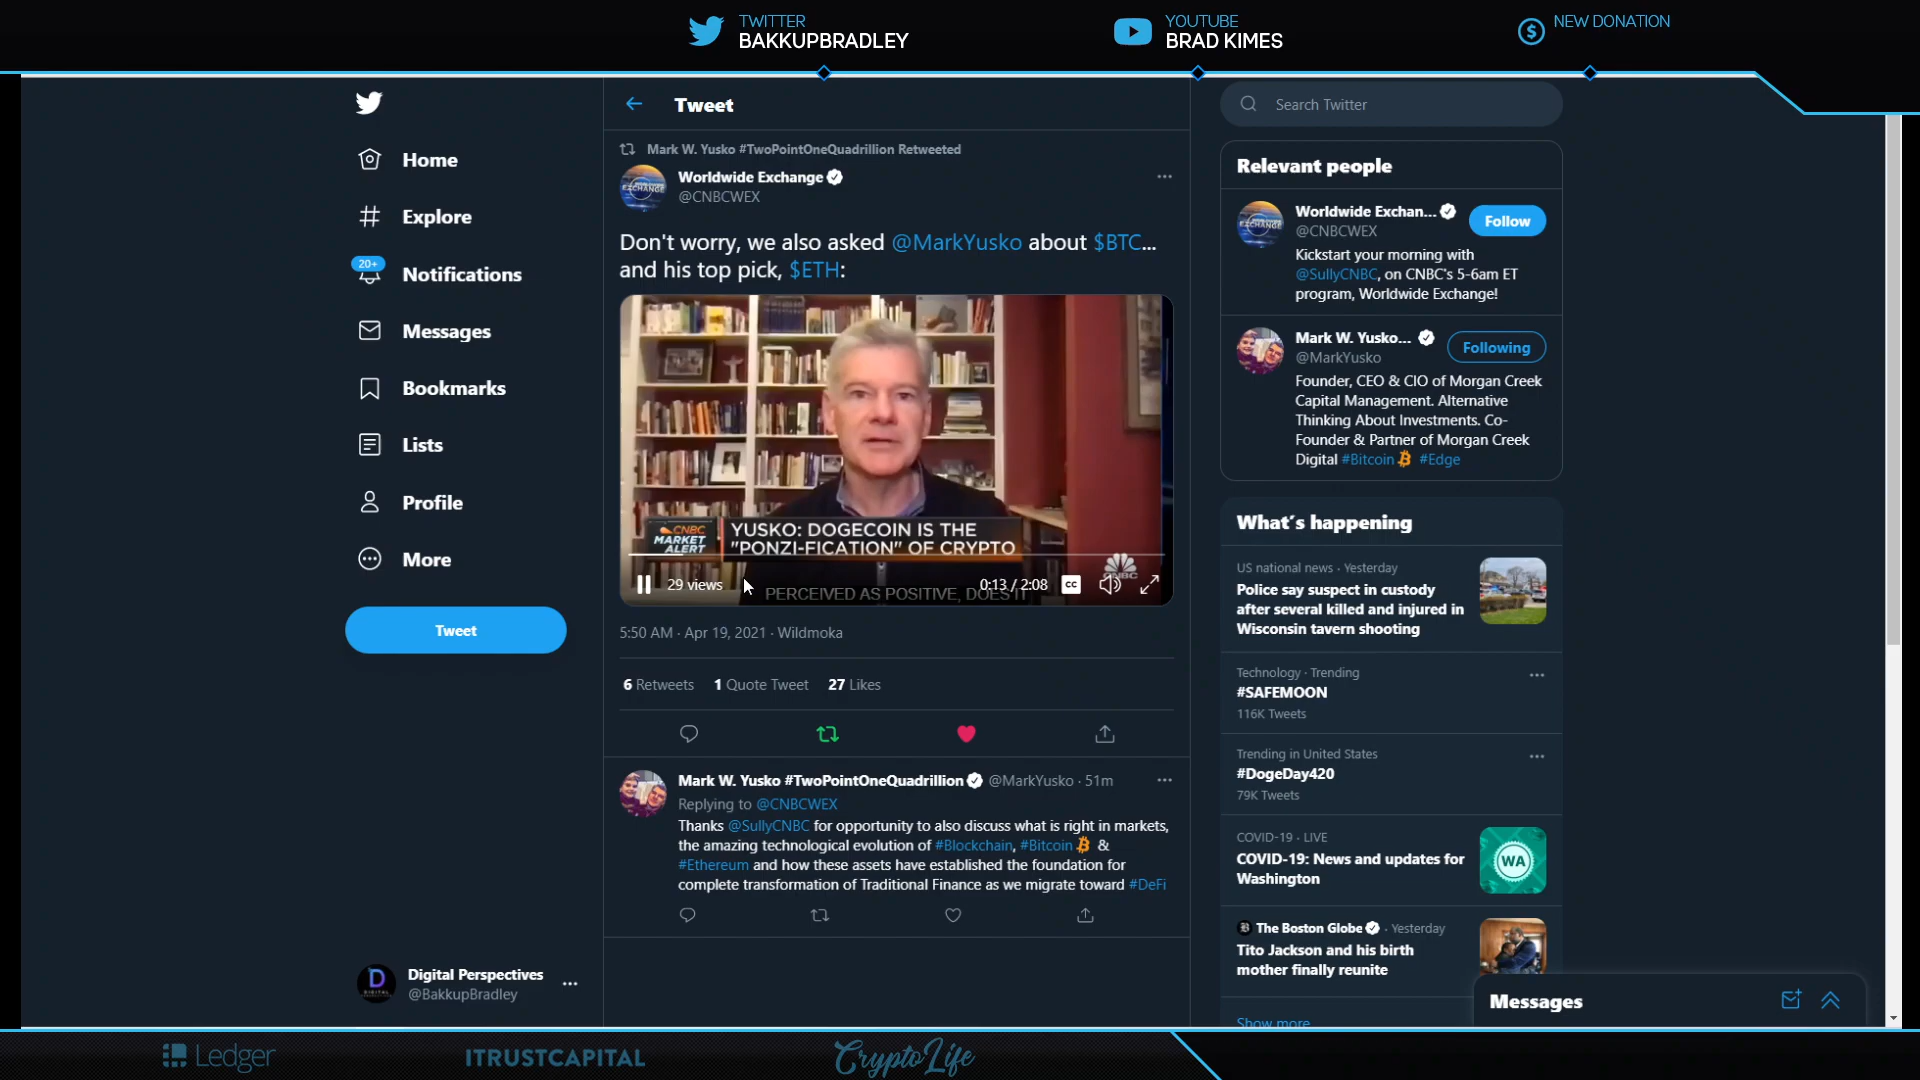 TWITTER
BAKKUPBRADLEY
YOUTUBE
BRAD KIMES
NEW DONATION
Home
Explore
20+
Notifications
Messages
Bookmarks
Lists
Profile
More
Tweet
Digital Perspectives
@BakkupBradley
Tweet
Mark W. Yusko #TwoPointOneQuadrillion Retweeted
Worldwide Exchange
@CNBCWEX
Don't worry, we also asked @MarkYusko about $BTC...
and his top pick, $ETH:
CNBC
MARKET
ALERT
YUSKO: DOGECOIN IS THE
"PONZI-FICATION" OF CRYPTO
CNBC
29 views
0:13 / 2:08
CC
PERCEIVED AS POSITIVE, DOES IT
5:50 AM · Apr 19, 2021 · Wildmoka
6 Retweets 1 Quote Tweet 27 Likes
Mark W. Yusko #TwoPointOneQuadrillion @MarkYusko · 51m
Replying to @CNBCWEX
Thanks @SullyCNBC for opportunity to also discuss what is right in markets,
the amazing technological evolution of #Blockchain, #Bitcoin &
#Ethereum and how these assets have established the foundation for
complete transformation of Traditional Finance as we migrate toward #DeFi
Search Twitter
Relevant people
Worldwide Exchan...
@CNBCWEX
Follow
Kickstart your morning with
@SullyCNBC, on CNBC's 5-6am ET
program, Worldwide Exchange!
Mark W. Yusko...
@MarkYusko
Following
Founder, CEO & CIO of Morgan Creek
Capital Management. Alternative
Thinking About Investments. Co-
Founder & Partner of Morgan Creek
Digital #Bitcoin #Edge
What's happening
US national news · Yesterday
Police say suspect in custody
after several killed and injured in
Wisconsin tavern shooting
Technology · Trending
#SAFEMOON
116K Tweets
Trending in United States
#DogeDay420
79K Tweets
COVID-19 · LIVE
COVID-19: News and updates for
Washington
WA
The Boston Globe · Yesterday
Tito Jackson and his birth
mother finally reunite
Show more
Messages
Ledger
ITRUSTCAPITAL
CryptoLife